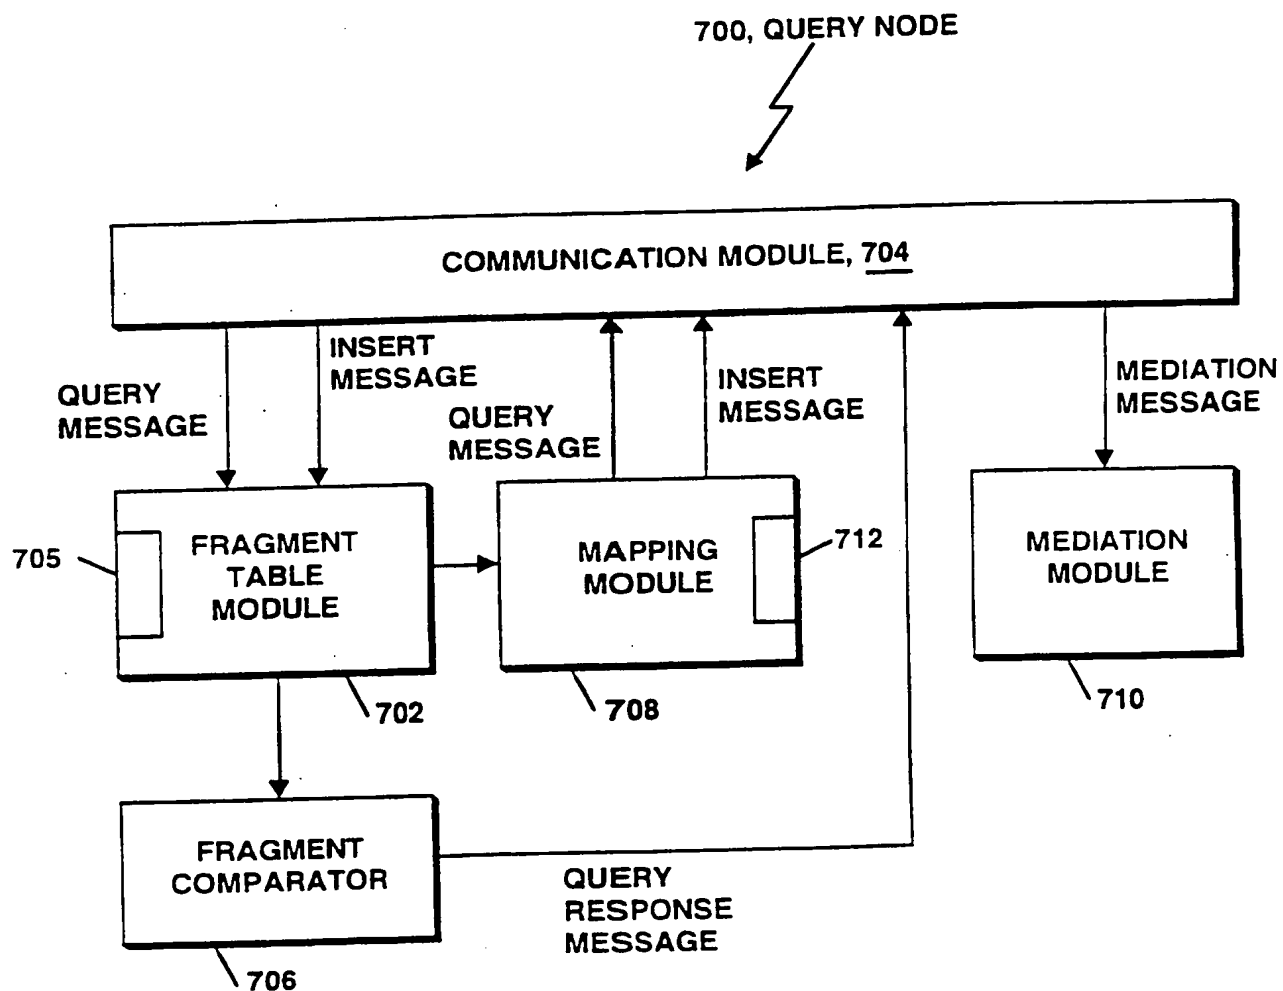 700, QUERY NODE
COMMUNICATION MODULE, 704
QUERY
MESSAGE
INSERT
MESSAGE
QUERY
MESSAGE
INSERT
MESSAGE
MEDIATION
MESSAGE
705
FRAGMENT
TABLE
MODULE
702
MAPPING
MODULE
712
708
MEDIATION
MODULE
710
FRAGMENT
COMPARATOR
706
QUERY
RESPONSE
MESSAGE